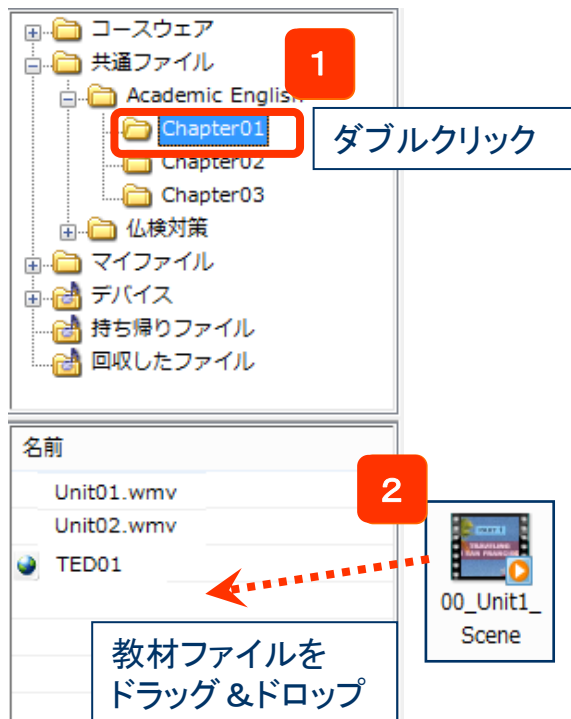 コースウェア
共通ファイル
1
Academic English
Chapter01
ダブルクリック
Chapter02
Chapter03
仏検対策
マイファイル
デバイス
持ち帰りファイル
回収したファイル
名前
2
Unit01.wmv
Unit02.wmv
TED01
PART 1
TRAVELING
00_Unit1_
Scene
教材ファイルを
ドラッグ&ドロップ